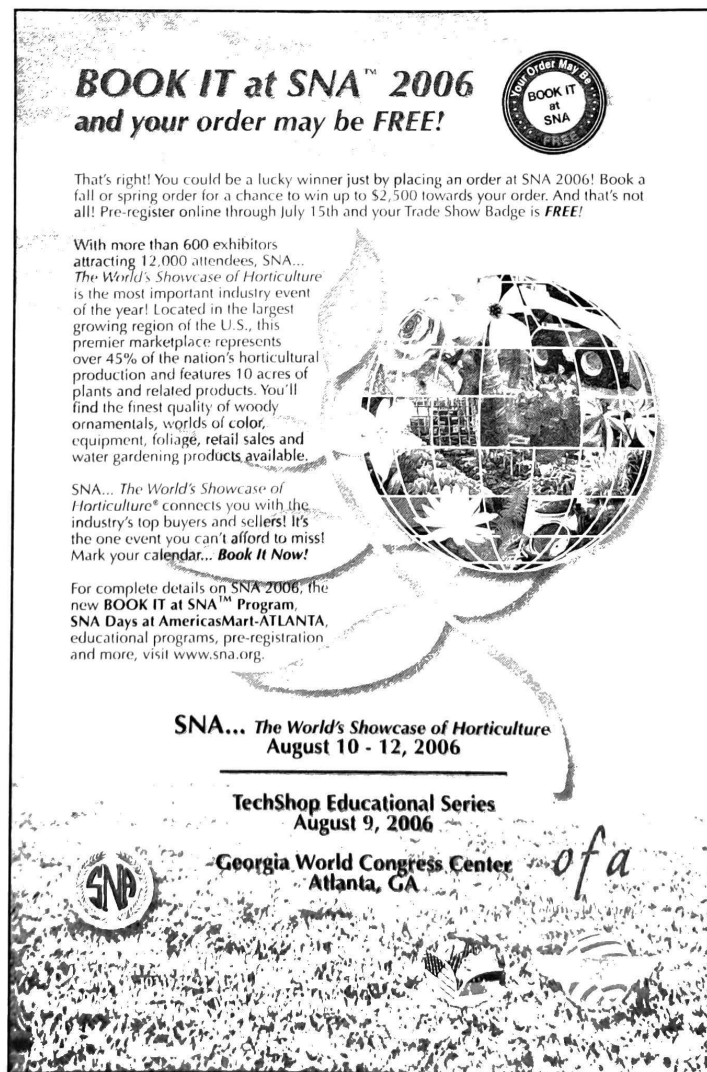 BOOK IT at SNA™ 2006
and your order may be FREE!
Your Order May Be
BOOK IT
at
SNA
FREE
That's right! You could be a lucky winner just by placing an order at SNA 2006! Book a
fall or spring order for a chance to win up to $2,500 towards your order. And that's not
all! Pre-register online through July 15th and your Trade Show Badge is FREE!
With more than 600 exhibitors
attracting 12,000 attendees, SNA...
The World's Showcase of Horticulture
is the most important industry event
of the year! Located in the largest
growing region of the U.S., this
premier marketplace represents
over 45% of the nation's horticultural
production and features 10 acres of
plants and related products. You'll
find the finest quality of woody
ornamentals, worlds of color,
equipment, foliage, retail sales and
water gardening products available.
SNA... The World's Showcase of
Horticulture® connects you with the
industry's top buyers and sellers! It's
the one event you can't afford to miss!
Mark your calendar... Book It Now!
For complete details on SNA 2006, the
new BOOK IT at SNA™ Program,
SNA Days at AmericasMart-ATLANTA,
educational programs, pre-registration
and more, visit www.sna.org.
SNA... The World's Showcase of Horticulture
August 10 - 12, 2006
TechShop Educational Series
August 9, 2006
Georgia World Congress Center
Atlanta, GA
SNA
ofa